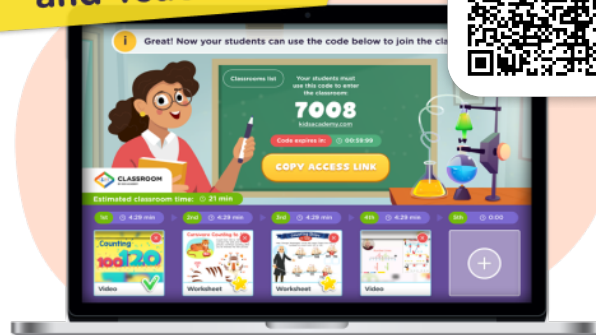 Great! Now your students can use the code below to join the cla
Classrooms list
Your students must
use this code to enter
the classroom:
7008
kidsacademy.com
Code expires in: 00:59:99
COPY ACCESS LINK
CLASSROOM
Estimated classroom time: 21 min
1st 4:29 min 2nd 4:29 min 3rd 4:29 min 4th 4:29 min 5th 0:00
Counting
100 120
Video
Worksheet
Worksheet
Video